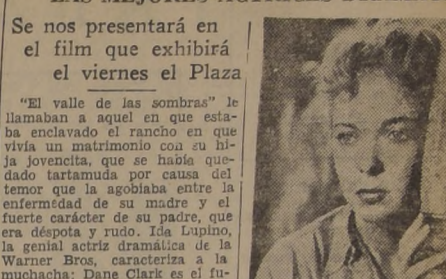 LAS MEJORES ACTRICES
Se nos presentará en
el film que exhibirá
el viernes el Plaza
"El valle de las sombras" le
llamaban a aquel en que esta-
ba enclavado el rancho en que
vivía un matrimonio con su hi-
ja jovencita, que se había que-
dado tartamuda por causa del
temor que la agobiaba entre la
enfermedad de su madre y el
fuerte carácter de su padre, que
era déspota y rudo. Ida Lupino,
la genial actriz dramática de la
Warner Bros, caracteriza a la
muchacha; Dane Clark es el fu-